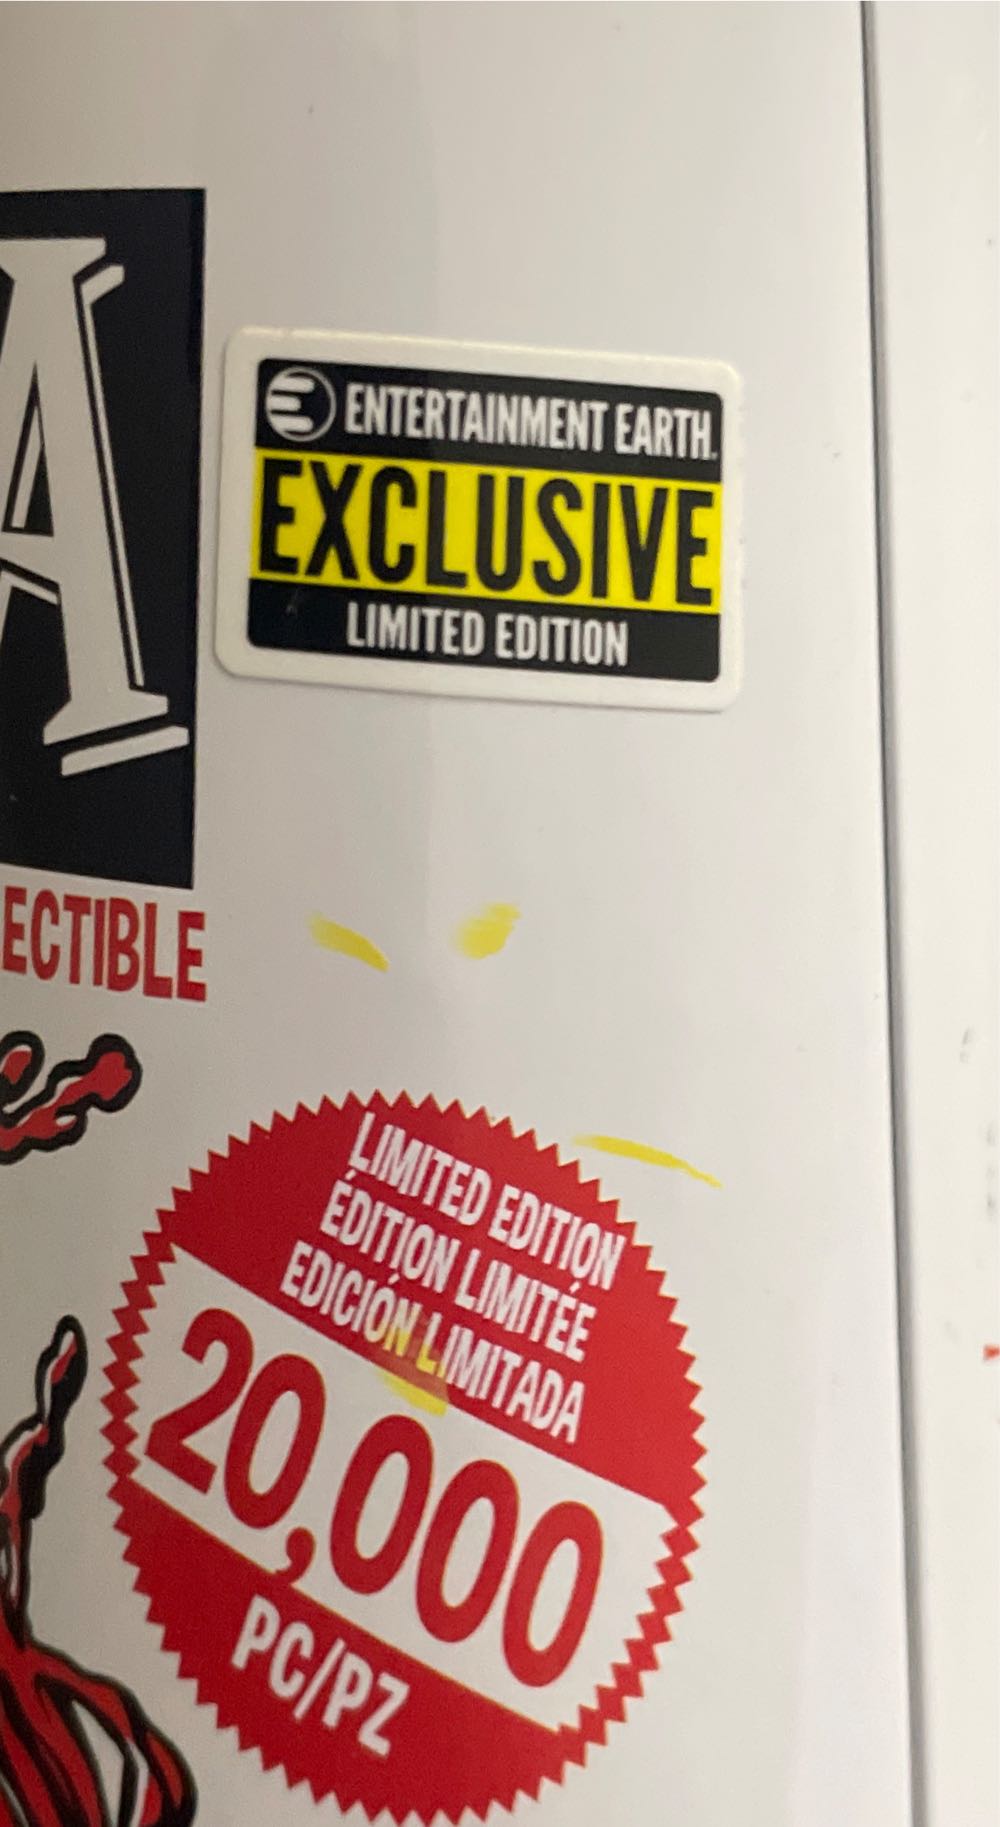 A
ENTERTAINMENT EARTH.
EXCLUSIVE
LIMITED EDITION
ECTIBLE
LIMITED EDITION
ÉDITION LIMITÉE
EDICIÓN LIMITADA
20,000
PC/PZ